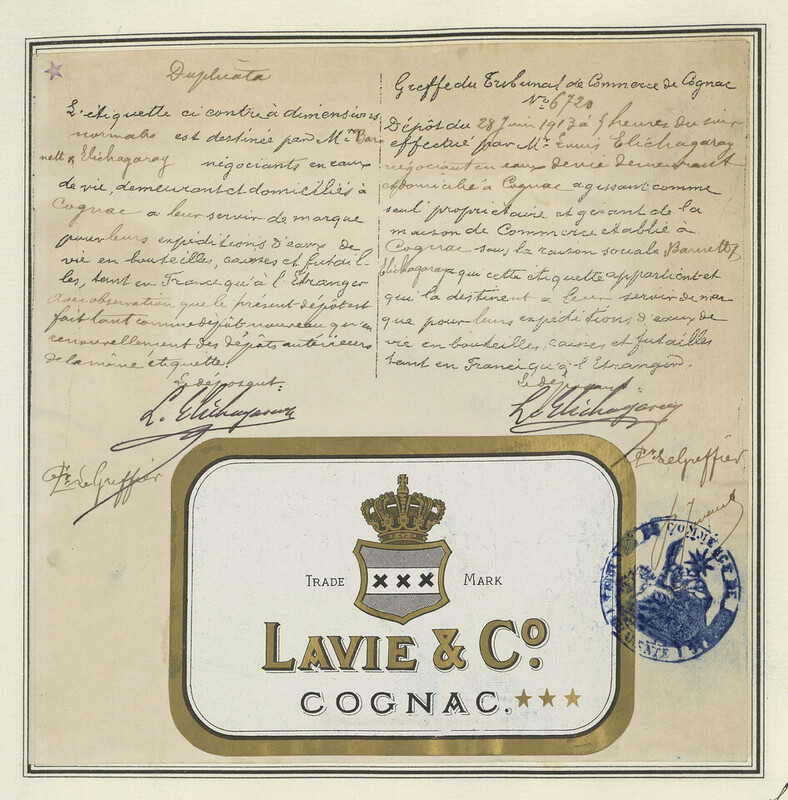 Duplicata
L'étiquette ci contre à dimensions
normales est destinée par Mrs Bar
nett & Elichagaray négociants en eaux
de vie, demeurant et domiciliés à
Cognac a leur servir de marque
pour leurs expéditions d'eaux de
vie en bouteilles, caisses et futail-
les, tant en France qu'à l'Etranger
avec observation que le présent dépôt est
fait tant comme dépôt nouveau qu'en
renouvellement des dépôts antérieurs
de la même étiquette.
Le déposant.
L. Elichagaray
Le Greffier
Greffe du Tribunal de Commerce de Cognac
No 6720
Dépôt du 28 Juin 1913 à 5 heures du soir
effectué par Mr Louis Elichagaray
négociant en eaux de vie demeurant
et domicilié à Cognac agissant comme
seul propriétaire et gérant de la
maison de Commerce établie à
Cognac sous la raison sociale Barnett &
Elichagaray que cette étiquette appartient et
qu'il a destinent a leur servir de mar
que pour leurs expéditions d'eaux de
vie en bouteilles, caisses et futailles
tant en France qu'à l'Etranger.
Le déposant
L. Elichagaray
Le Greffier
TRADE MARK
XXX
LAVIE & Co.
COGNAC.
COMMERCE DE